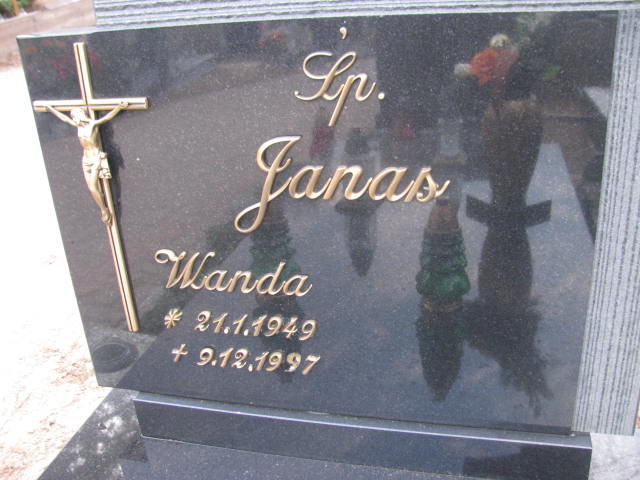 Śp.
Janas
Wanda
* 21.1.1949
+ 9.12.1997